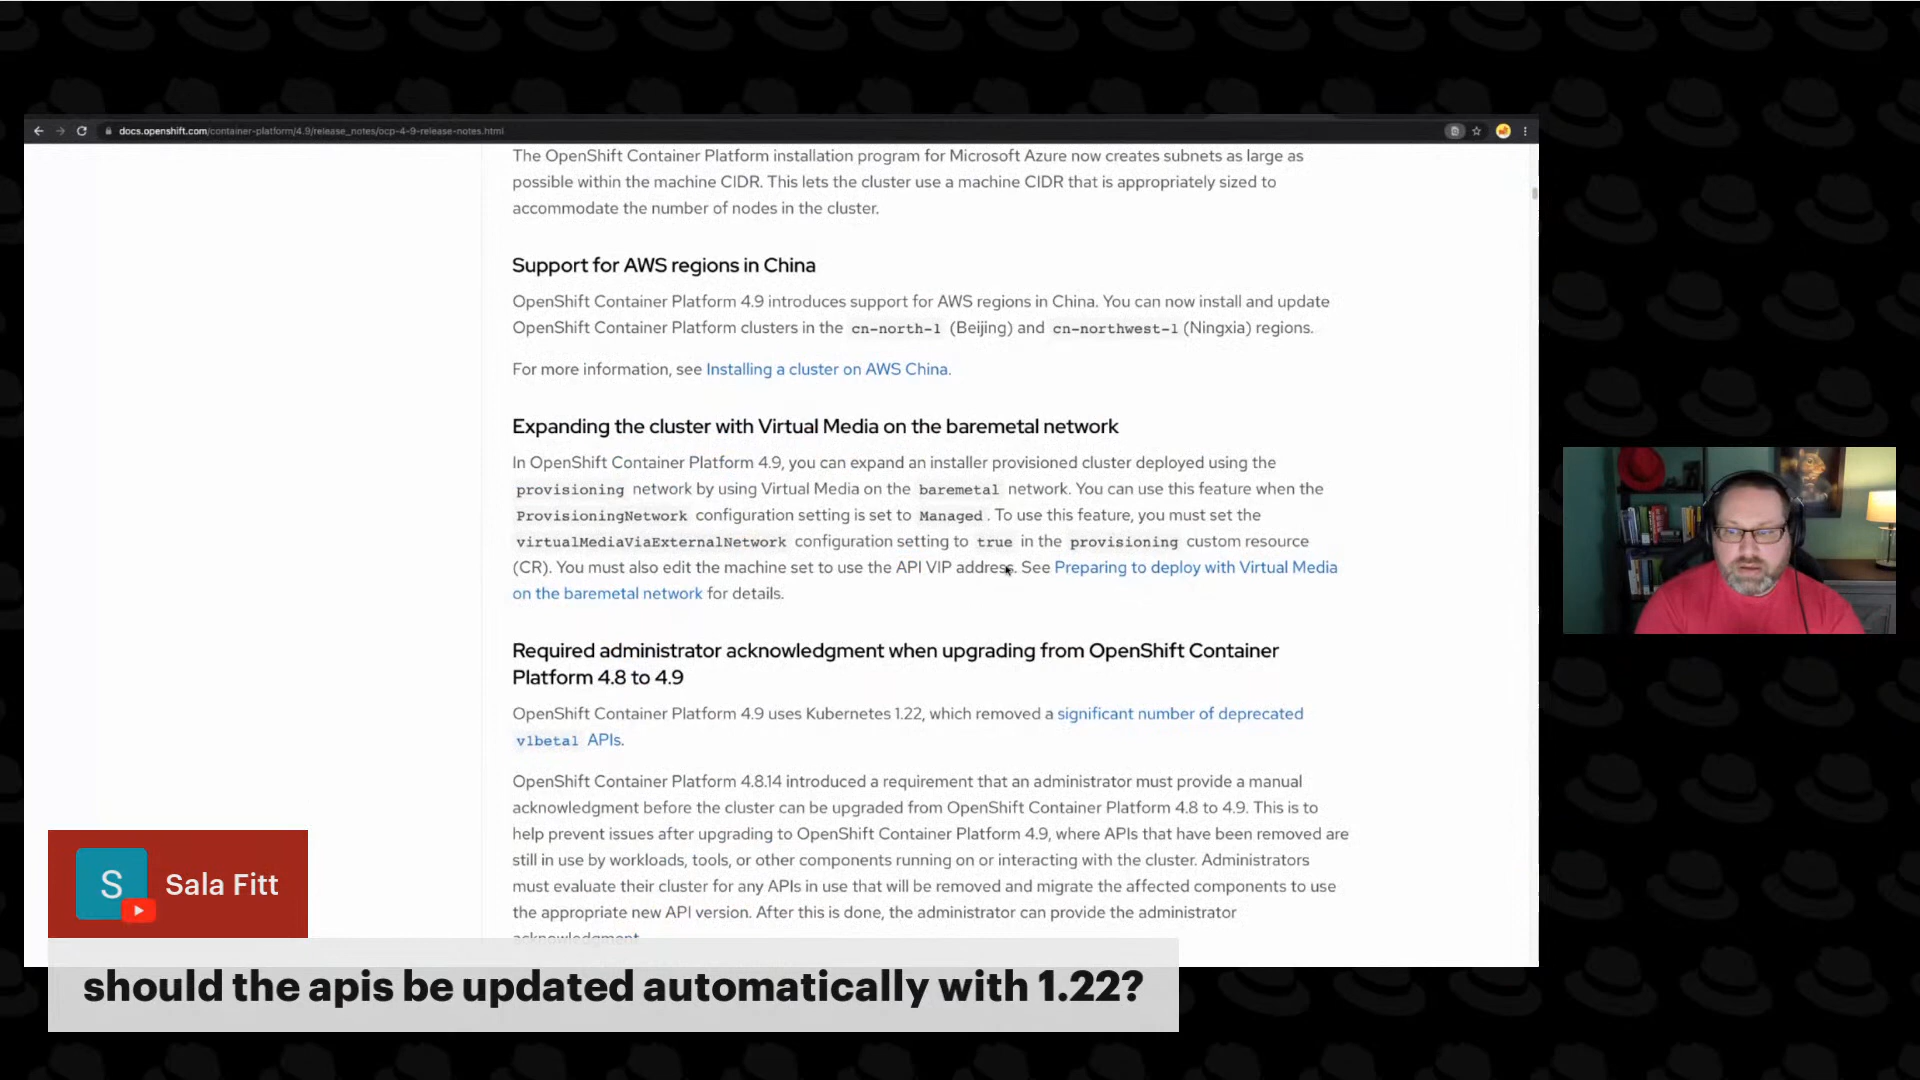 docs.openshift.com/container-platform/4.9/release_notes/ocp-4-9-release-notes.html
The OpenShift Container Platform installation program for Microsoft Azure now creates subnets as large as
possible within the machine CIDR. This lets the cluster use a machine CIDR that is appropriately sized to
accommodate the number of nodes in the cluster.
Support for AWS regions in China
OpenShift Container Platform 4.9 introduces support for AWS regions in China. You can now install and update
OpenShift Container Platform clusters in the cn-north-1 (Beijing) and cn-northwest-1 (Ningxia) regions.
For more information, see Installing a cluster on AWS China.
Expanding the cluster with Virtual Media on the baremetal network
In OpenShift Container Platform 4.9, you can expand an installer provisioned cluster deployed using the
provisioning network by using Virtual Media on the baremetal network. You can use this feature when the
ProvisioningNetwork configuration setting is set to Managed. To use this feature, you must set the
virtualMediaViaExternalNetwork configuration setting to true in the provisioning custom resource
(CR). You must also edit the machine set to use the API VIP address. See Preparing to deploy with Virtual Media
on the baremetal network for details.
Required administrator acknowledgment when upgrading from OpenShift Container
Platform 4.8 to 4.9
OpenShift Container Platform 4.9 uses Kubernetes 1.22, which removed a significant number of deprecated
v1beta1 APIs.
OpenShift Container Platform 4.8.14 introduced a requirement that an administrator must provide a manual
acknowledgment before the cluster can be upgraded from OpenShift Container Platform 4.8 to 4.9. This is to
help prevent issues after upgrading to OpenShift Container Platform 4.9, where APIs that have been removed are
still in use by workloads, tools, or other components running on or interacting with the cluster. Administrators
must evaluate their cluster for any APIs in use that will be removed and migrate the affected components to use
the appropriate new API version. After this is done, the administrator can provide the administrator
acknowledgment.
S
Sala Fitt
should the apis be updated automatically with 1.22?